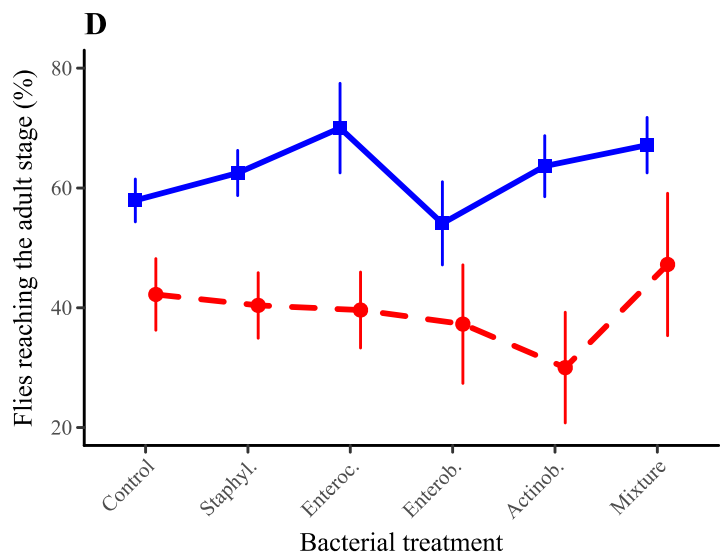 D
Flies reaching the adult stage (%)
80
60
40
20
Control
Staphyl.
Enteroc.
Enterob.
Actinob.
Mixture
Bacterial treatment